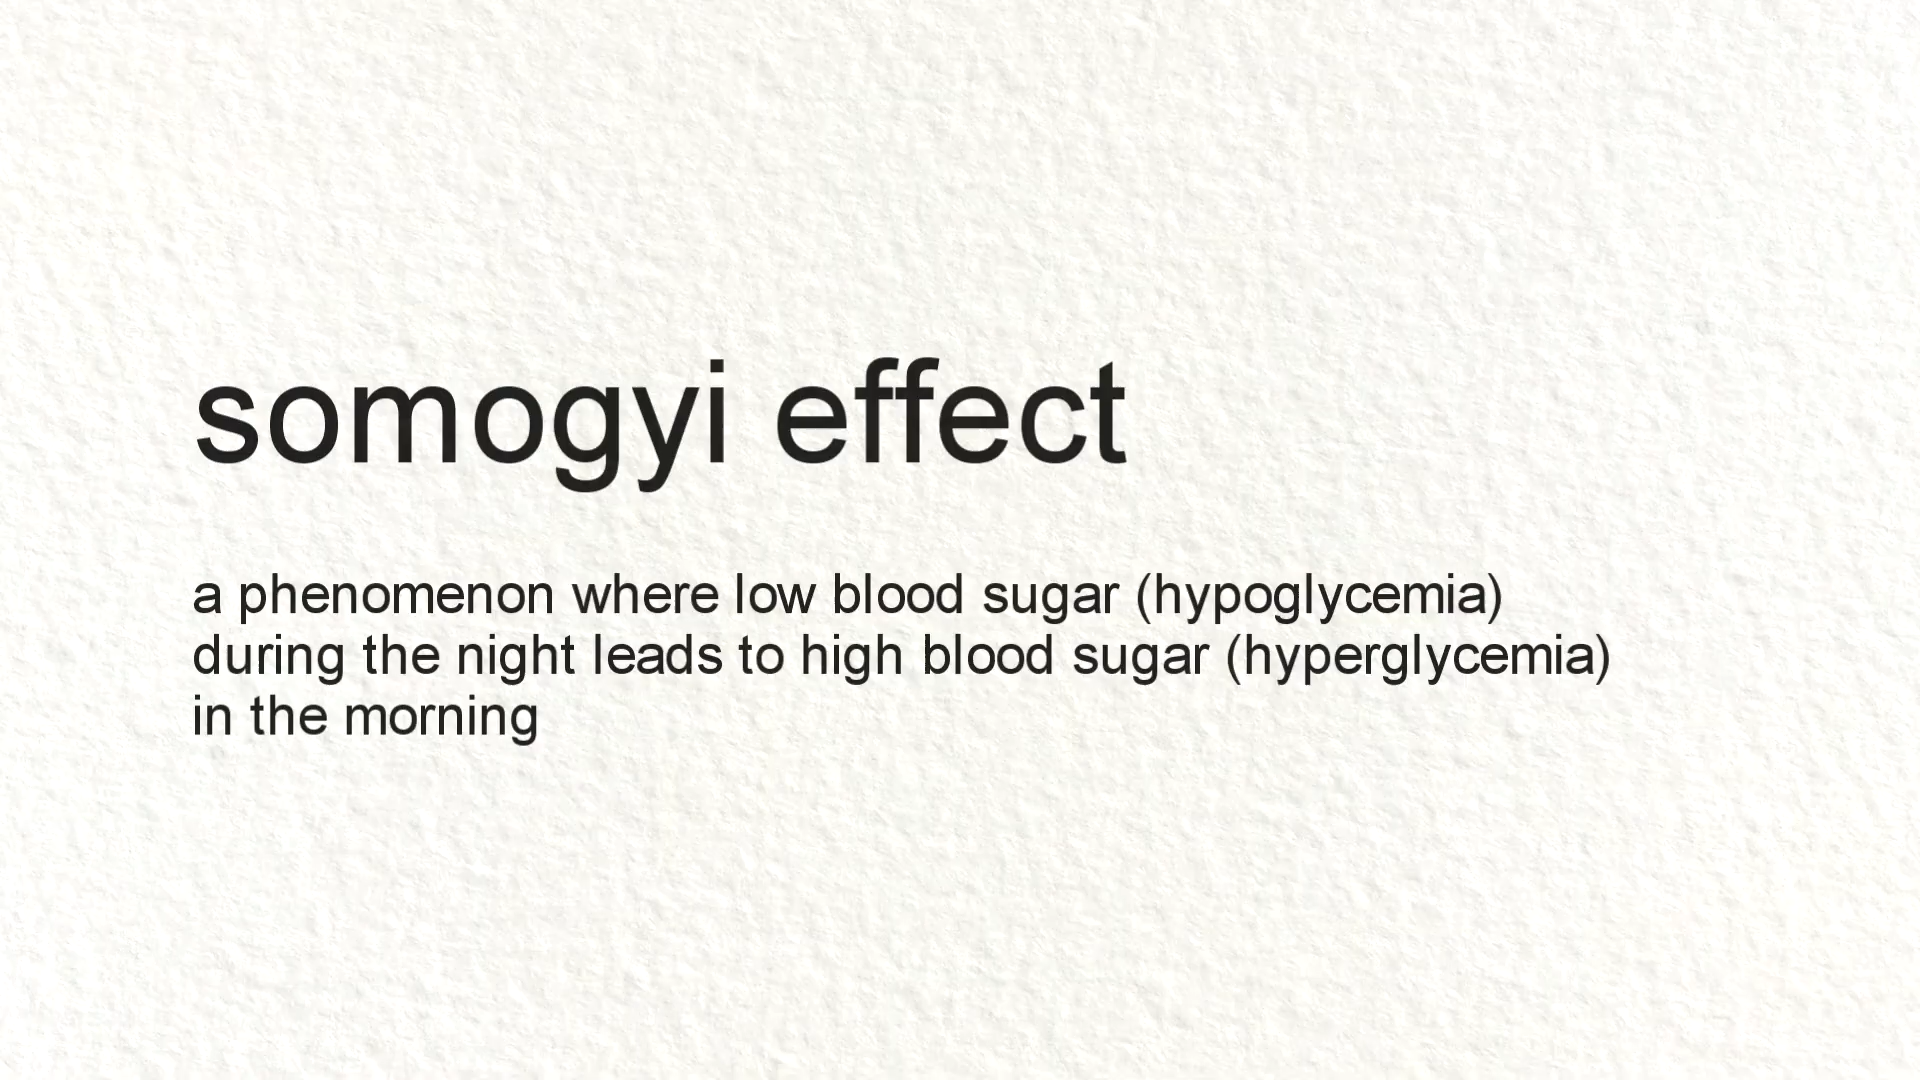 somogyi effect
a phenomenon where low blood sugar (hypoglycemia)
during the night leads to high blood sugar (hyperglycemia)
in the morning